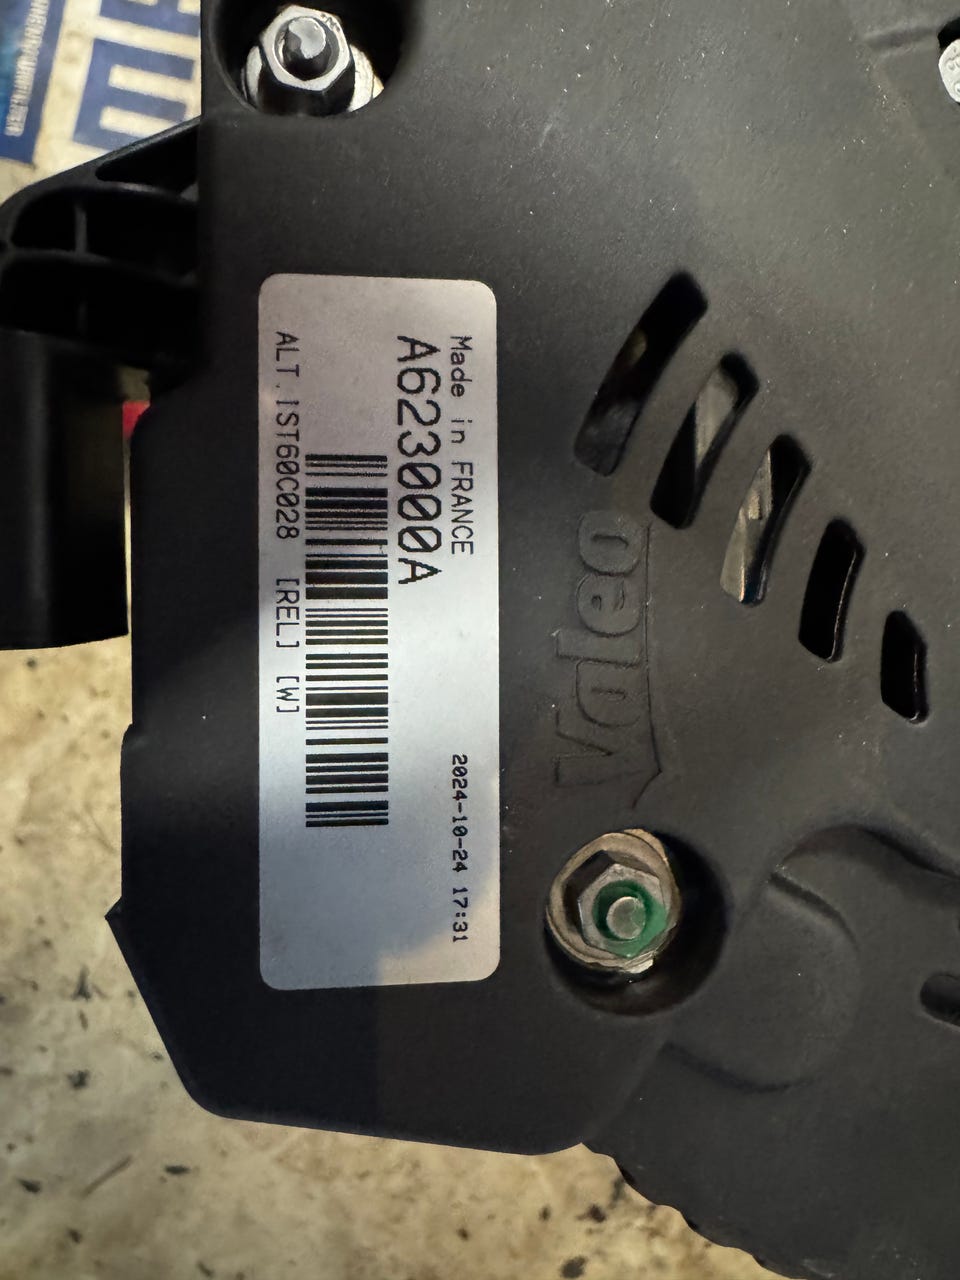 Made in FRANCE
2024-10-24 17:31
A623000A
ALT.IST60C028 [REL] [W]
Valeo